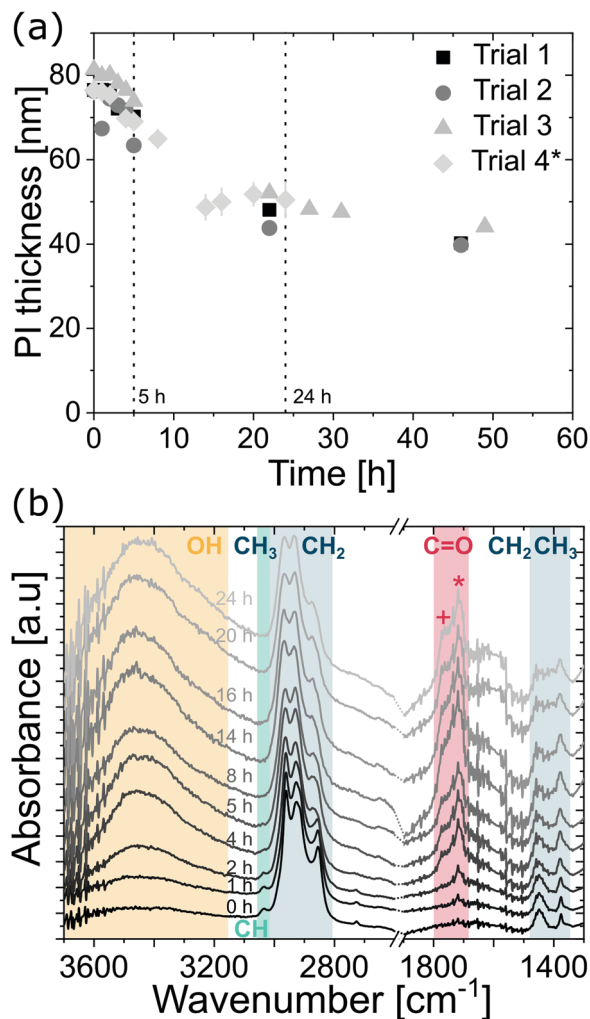 (a)
80
60
40
20
0
PI thickness [nm]
Trial 1
Trial 2
Trial 3
Trial 4*
5 h
24 h
0 10 20 30 40 50 60
Time [h]
(b)
OH CH₃ CH₂ C=O CH₂ CH₃
*
+
24 h
20 h
16 h
14 h
8 h
5 h
4 h
2 h
1 h
0 h
CH
Absorbance [a.u]
3600 3200 2800 1800 1400
Wavenumber [cm⁻¹]